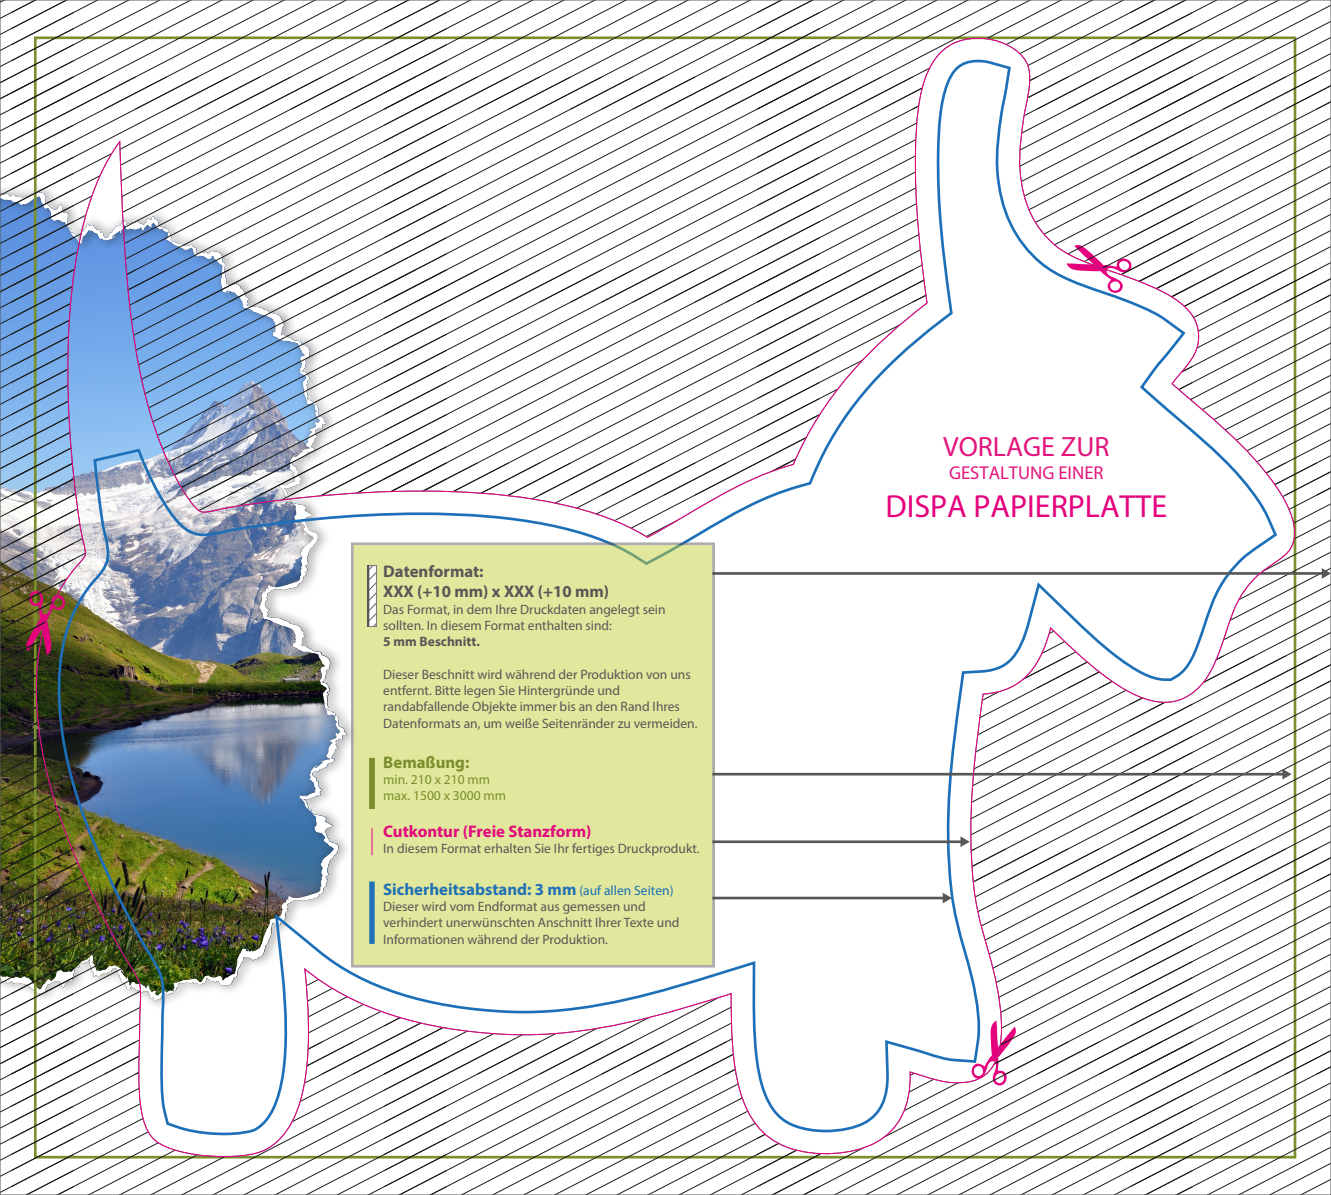 VORLAGE ZUR
GESTALTUNG EINER
DISPA PAPIERPLATTE
Datenformat:
XXX (+10 mm) x XXX (+10 mm)
Das Format, in dem Ihre Druckdaten angelegt sein
sollten. In diesem Format enthalten sind:
5 mm Beschnitt.
Dieser Beschnitt wird während der Produktion von uns
entfernt. Bitte legen Sie Hintergründe und
randabfallende Objekte immer bis an den Rand Ihres
Datenformats an, um weiße Seitenränder zu vermeiden.
Bemaßung:
min. 210 x 210 mm
max. 1500 x 3000 mm
Cutkontur (Freie Stanzform)
In diesem Format erhalten Sie Ihr fertiges Druckprodukt.
Sicherheitsabstand: 3 mm (auf allen Seiten)
Dieser wird vom Endformat aus gemessen und
verhindert unerwünschten Anschnitt Ihrer Texte und
Informationen während der Produktion.